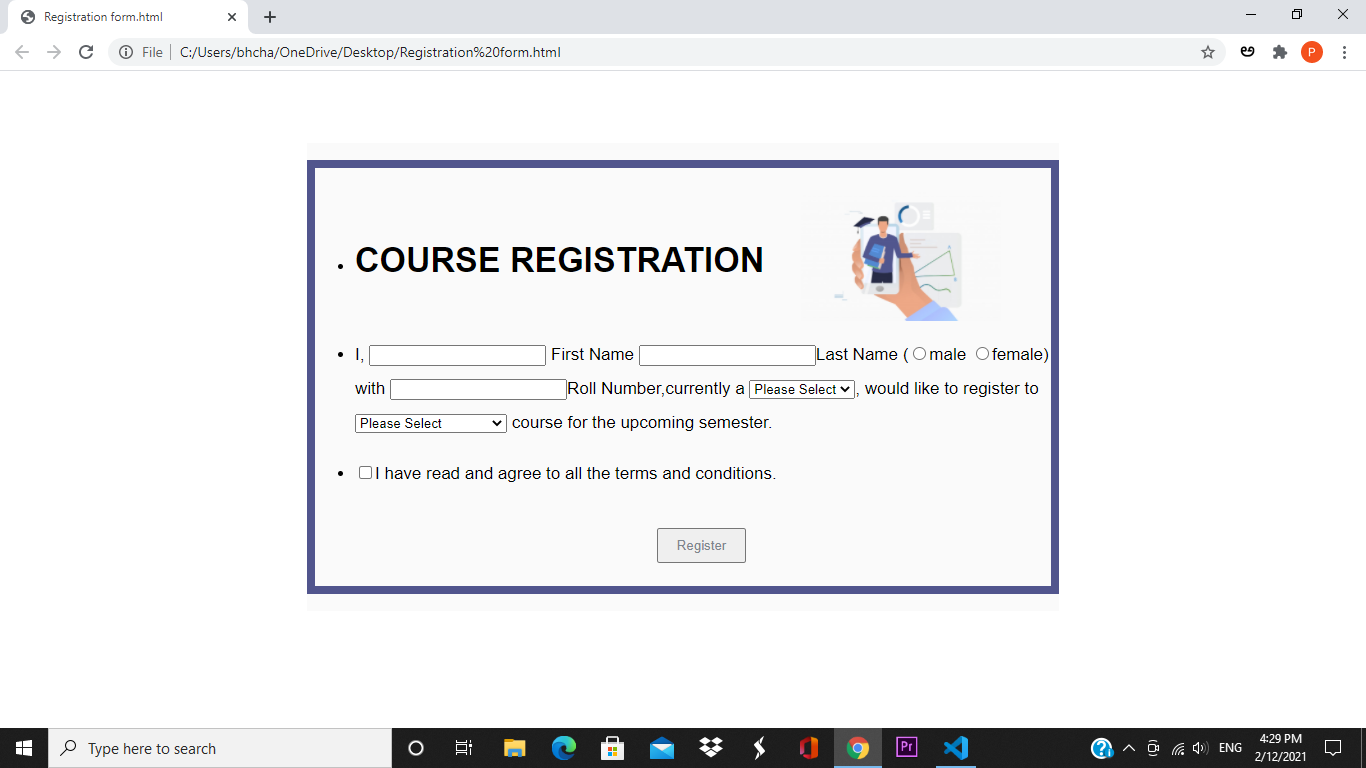 Registration form.html
File C:/Users/bhcha/OneDrive/Desktop/Registration%20form.html
P
COURSE REGISTRATION
I, First Name Last Name ( male female)
with Roll Number,currently a Please Select , would like to register to
Please Select course for the upcoming semester.
I have read and agree to all the terms and conditions.
Register
Type here to search
Pr
ENG
4:29 PM
2/12/2021